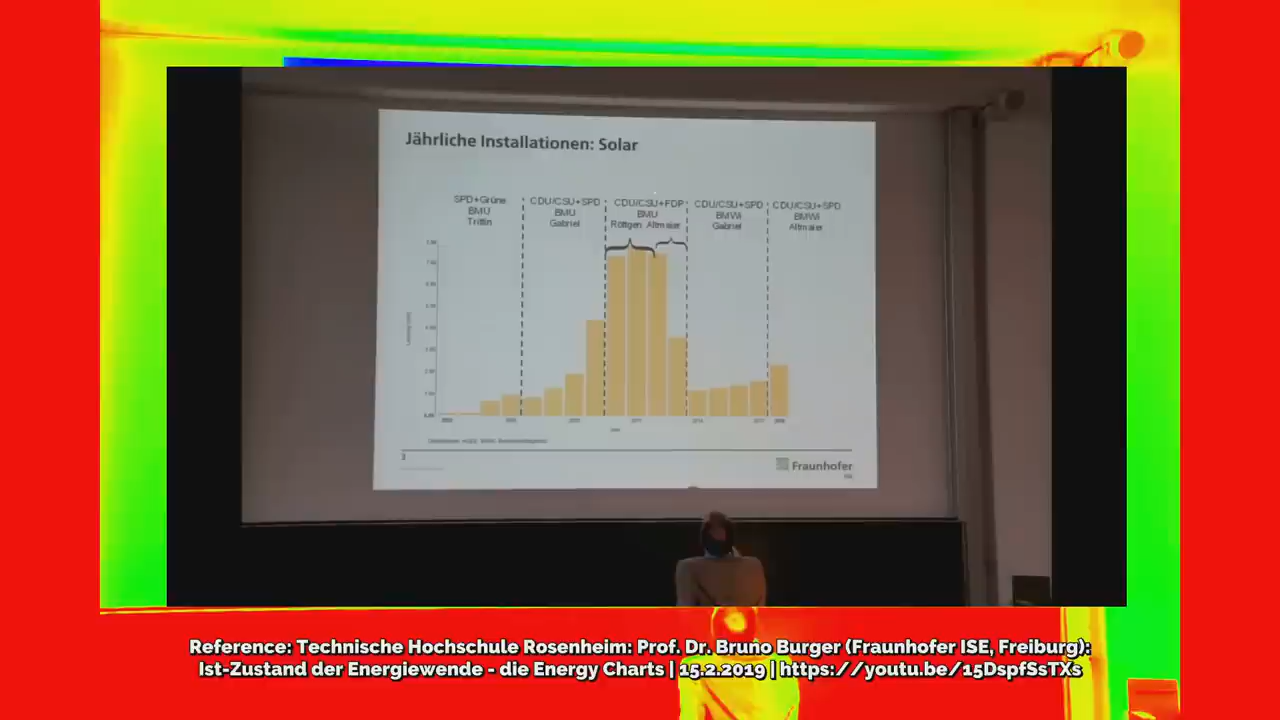 Jährliche Installationen: Solar
SPD+Grüne
BMU
Trittin
CDU/CSU+SPD
BMU
Gabriel
CDU/CSU+FDP
BMU
Röttgen Altmaier
CDU/CSU+SPD
BMWi
Gabriel
CDU/CSU+SPD
BMWi
Altmaier
Fraunhofer
ISE
Reference: Technische Hochschule Rosenheim: Prof. Dr. Bruno Burger (Fraunhofer ISE, Freiburg):
Ist-Zustand der Energiewende - die Energy Charts | 15.2.2019 | https://youtu.be/15DspfSsTXs